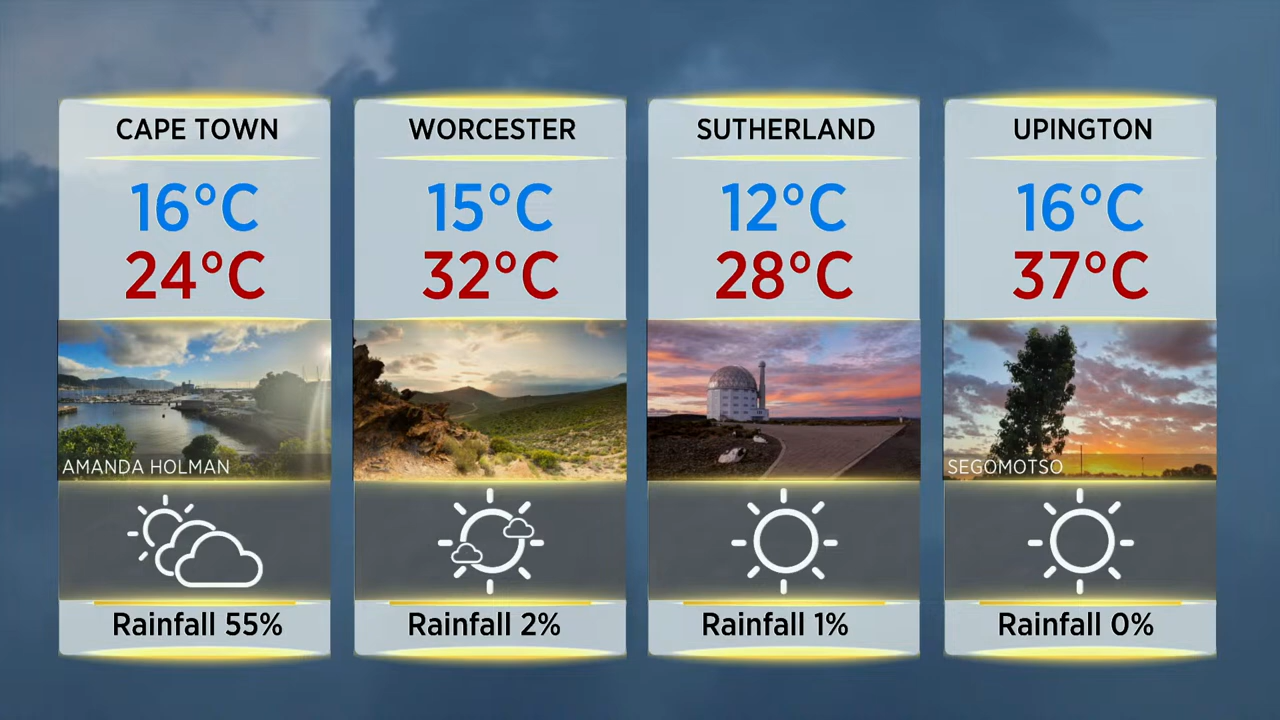 CAPE TOWN
16°C
24°C
AMANDA HOLMAN
Rainfall 55%
WORCESTER
15°C
32°C
Rainfall 2%
SUTHERLAND
12°C
28°C
Rainfall 1%
UPINGTON
16°C
37°C
SEGOMOTSO
Rainfall 0%